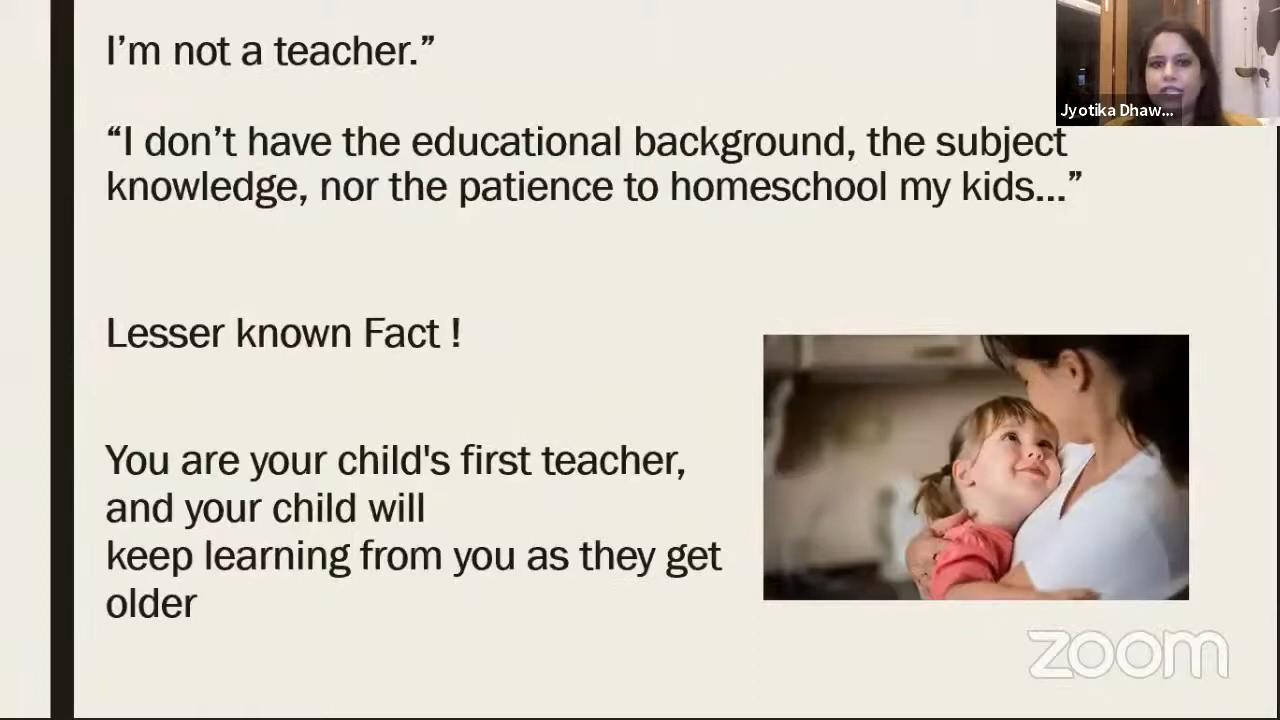 I’m not a teacher.”
Jyotika Dhaw...
“I don’t have the educational background, the subject
knowledge, nor the patience to homeschool my kids...”
Lesser known Fact !
You are your child's first teacher,
and your child will
keep learning from you as they get
older
zoom